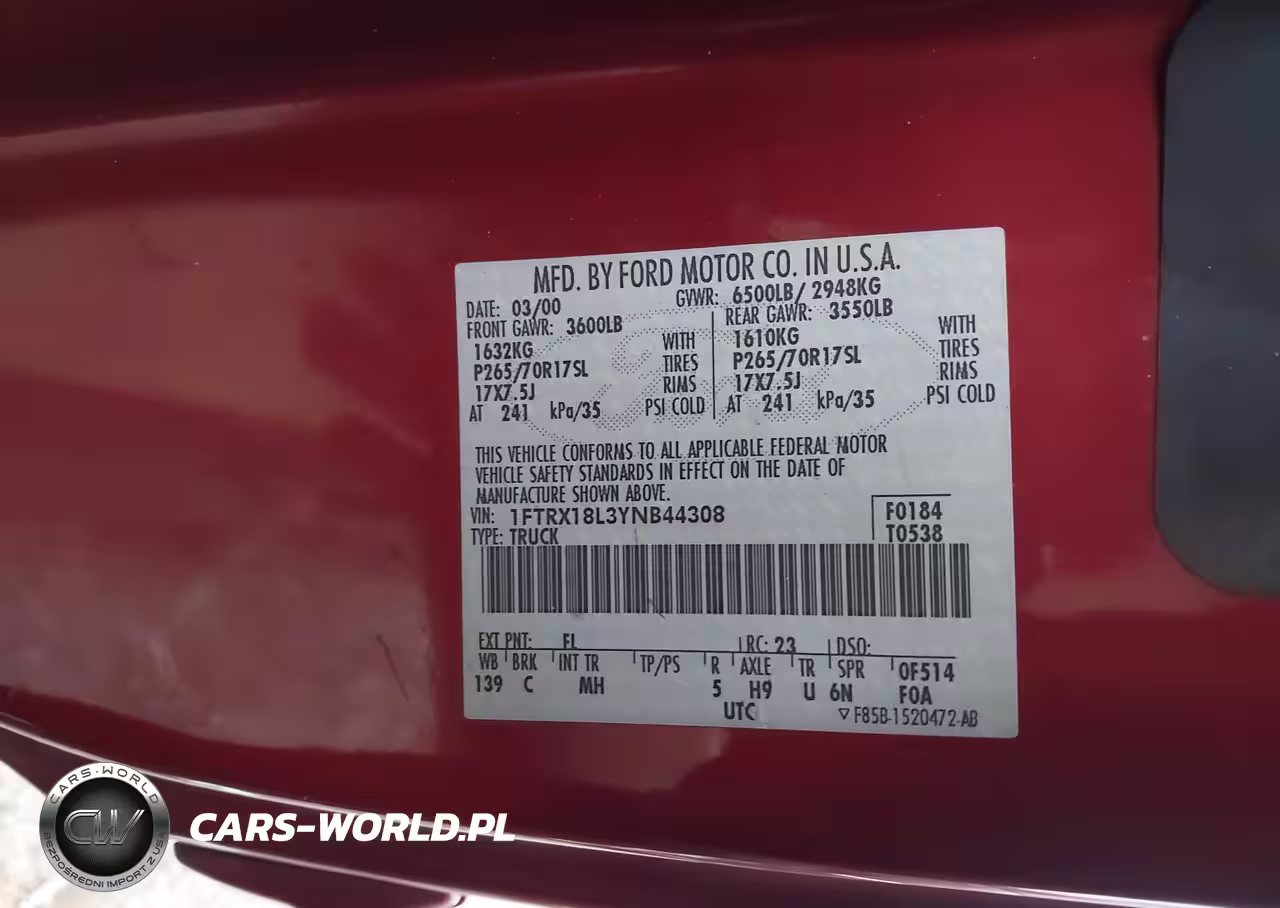 MFD. BY FORD MOTOR CO. IN U.S.A.
DATE: 03/00 GVWR: 6500LB/ 2948KG
FRONT GAWR: 3600LB REAR GAWR: 3550LB
1632KG WITH 1610KG WITH
P265/70R17SL TIRES P265/70R17SL TIRES
17X7.5J RIMS 17X7.5J RIMS
AT 241 kPa/35 PSI COLD AT 241 kPa/35 PSI COLD
THIS VEHICLE CONFORMS TO ALL APPLICABLE FEDERAL MOTOR
VEHICLE SAFETY STANDARDS IN EFFECT ON THE DATE OF
MANUFACTURE SHOWN ABOVE.
VIN: 1FTRX18L3YNB44308 F0184
TYPE: TRUCK T0538
EXT PNT: FL RC: 23 DSO:
WB BRK INT TR TP/PS R AXLE TR SPR 0F514
139 C MH 5 H9 U 6N F0A
UTC ▽ F85B-1520472-AB
CARS-WORLD
CW
BEZPOŚREDNI IMPORT Z USA
CARS-WORLD.PL